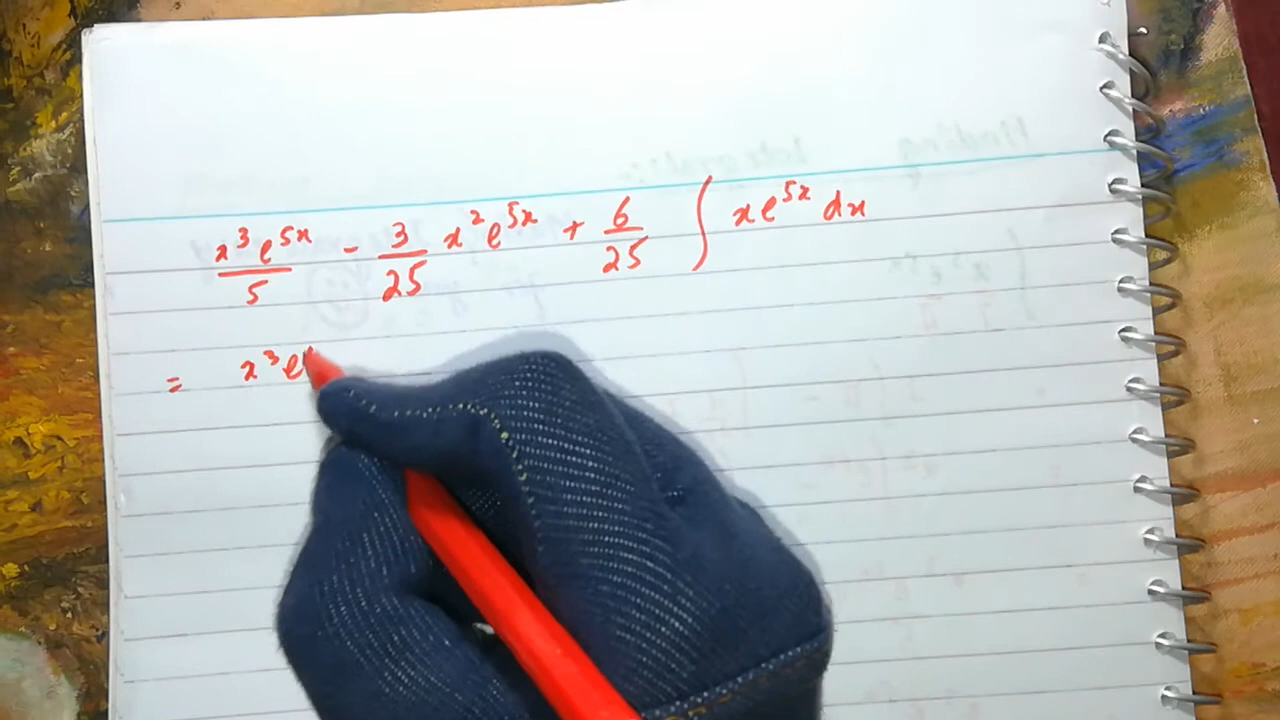 x³e⁵ˣ/5 - 3/25 x²e⁵ˣ + 6/25 ∫ xe⁵ˣ dx
= x³e